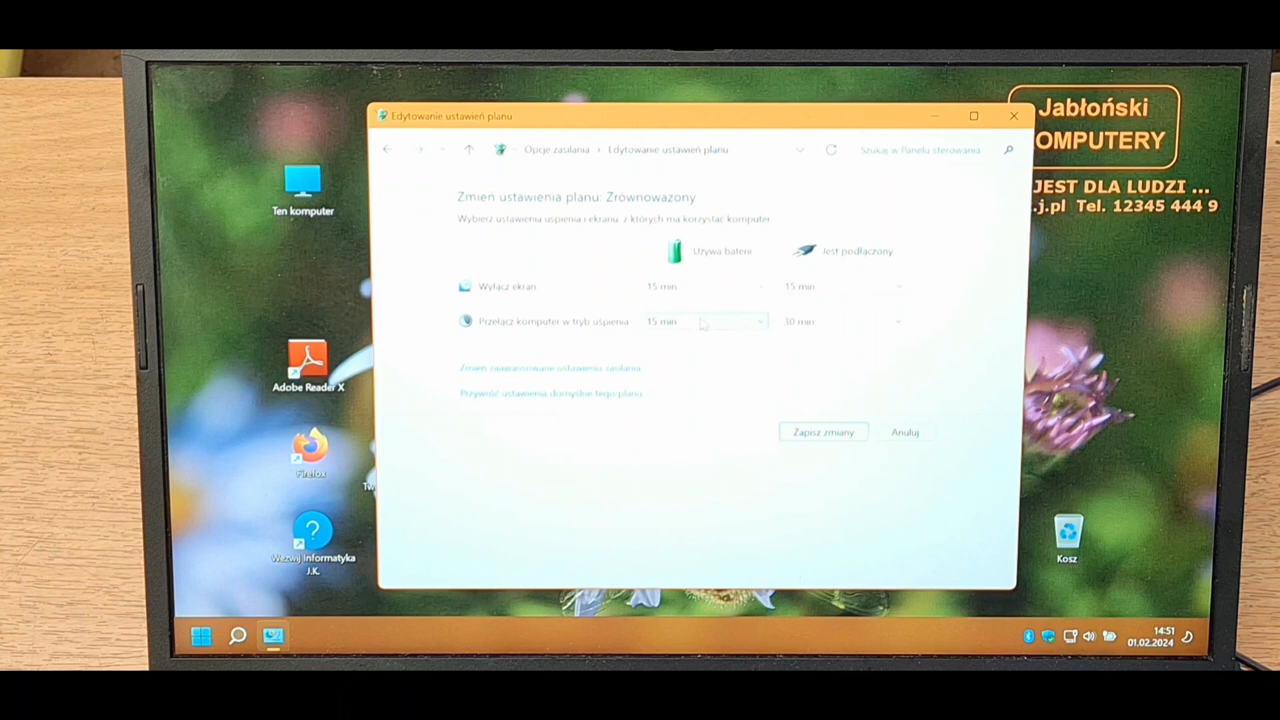 Jabłoński
OMPUTERY
JEST DLA LUDZI ...
.j.pl Tel. 12345 444 9
Edytowanie ustawień planu
Opcje zasilania › Edytowanie ustawień planu
Szukaj w Panelu sterowania
Zmień ustawienia planu: Zrównoważony
Wybierz ustawienia uśpienia i ekranu, z których ma korzystać komputer.
Używa baterii
Jest podłączony
Wyłącz ekran
15 min
15 min
Przełącz komputer w tryb uśpienia
15 min
30 min
Zmień zaawansowane ustawienia zasilania
Przywróć ustawienia domyślne tego planu
Zapisz zmiany
Anuluj
Ten komputer
Adobe Reader X
Firefox
Tw
Wezwij Informatyka
J.K.
Kosz
14:51
01.02.2024